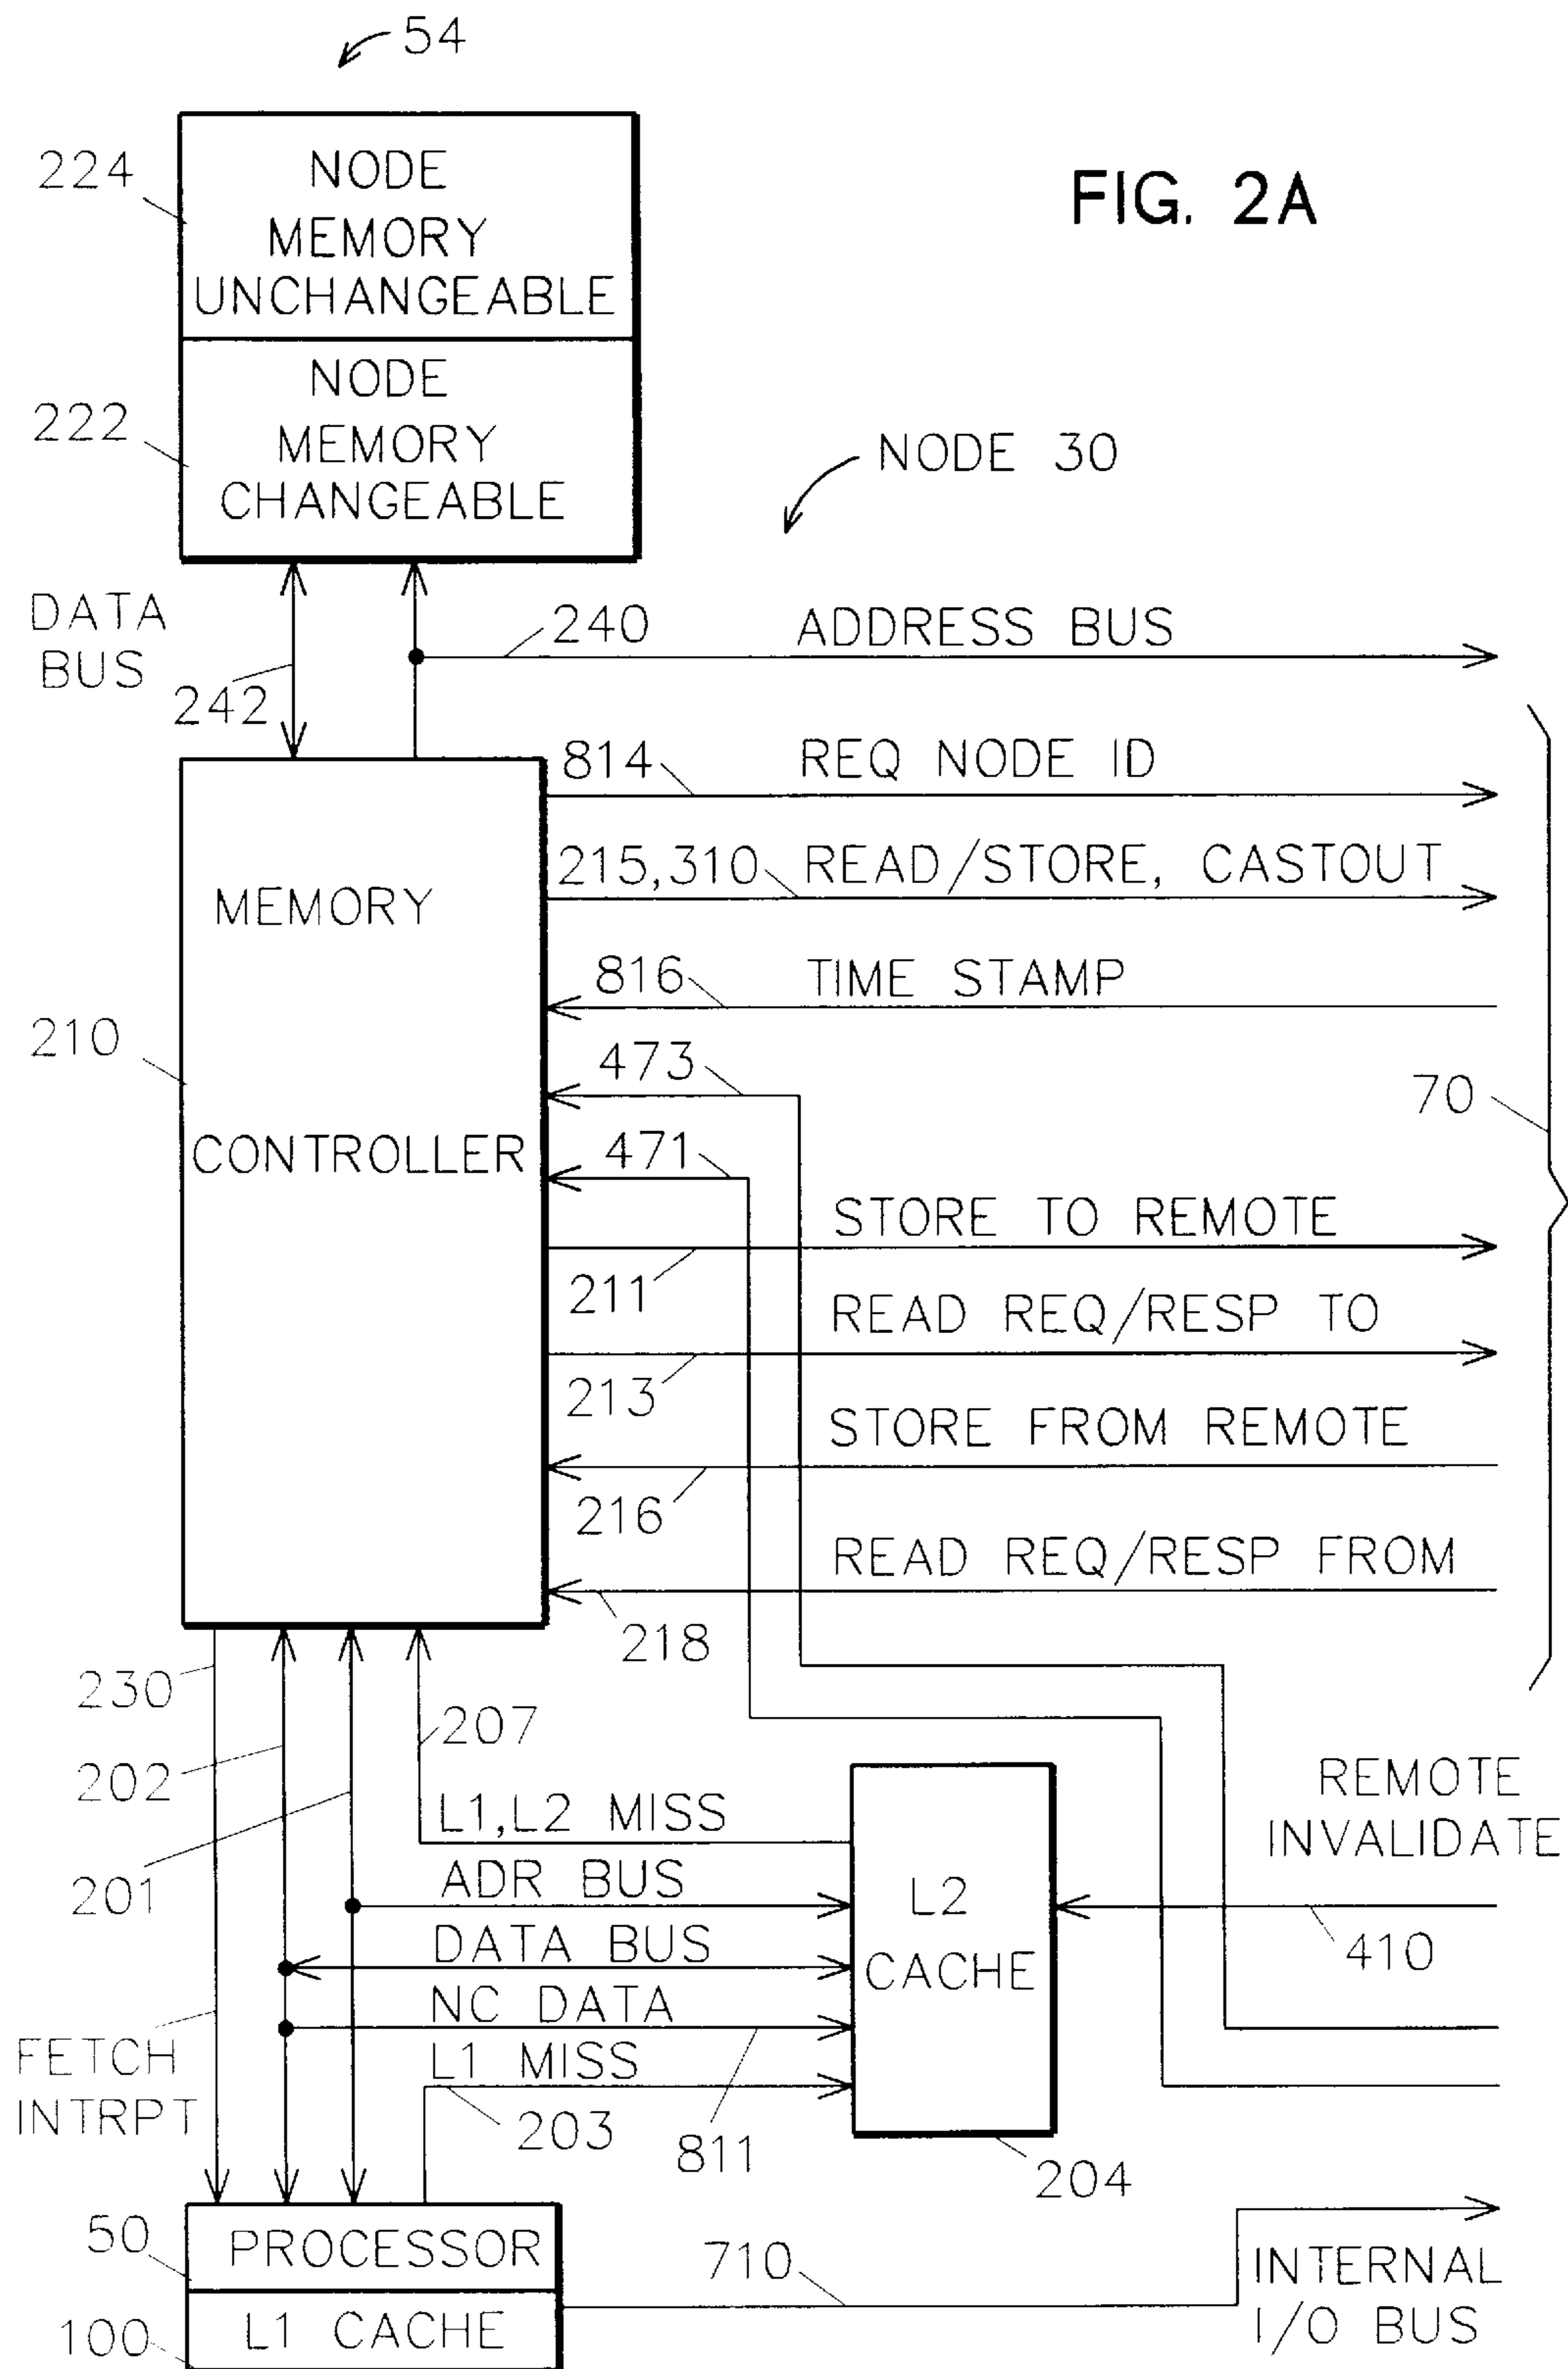 54
FIG. 2A
224
NODE
MEMORY
UNCHANGEABLE
222
NODE
MEMORY
CHANGEABLE
NODE 30
DATA
BUS
242
240
ADDRESS BUS
814
REQ NODE ID
215,310
READ/STORE, CASTOUT
816
TIME STAMP
210
MEMORY
CONTROLLER
473
471
70
STORE TO REMOTE
211
READ REQ/RESP TO
213
STORE FROM REMOTE
216
READ REQ/RESP FROM
218
230
207
202
201
L1,L2 MISS
ADR BUS
DATA BUS
NC DATA
L1 MISS
L2
CACHE
REMOTE
INVALIDATE
410
FETCH
INTRPT
203
811
204
50
PROCESSOR
100
L1 CACHE
710
INTERNAL
I/O BUS